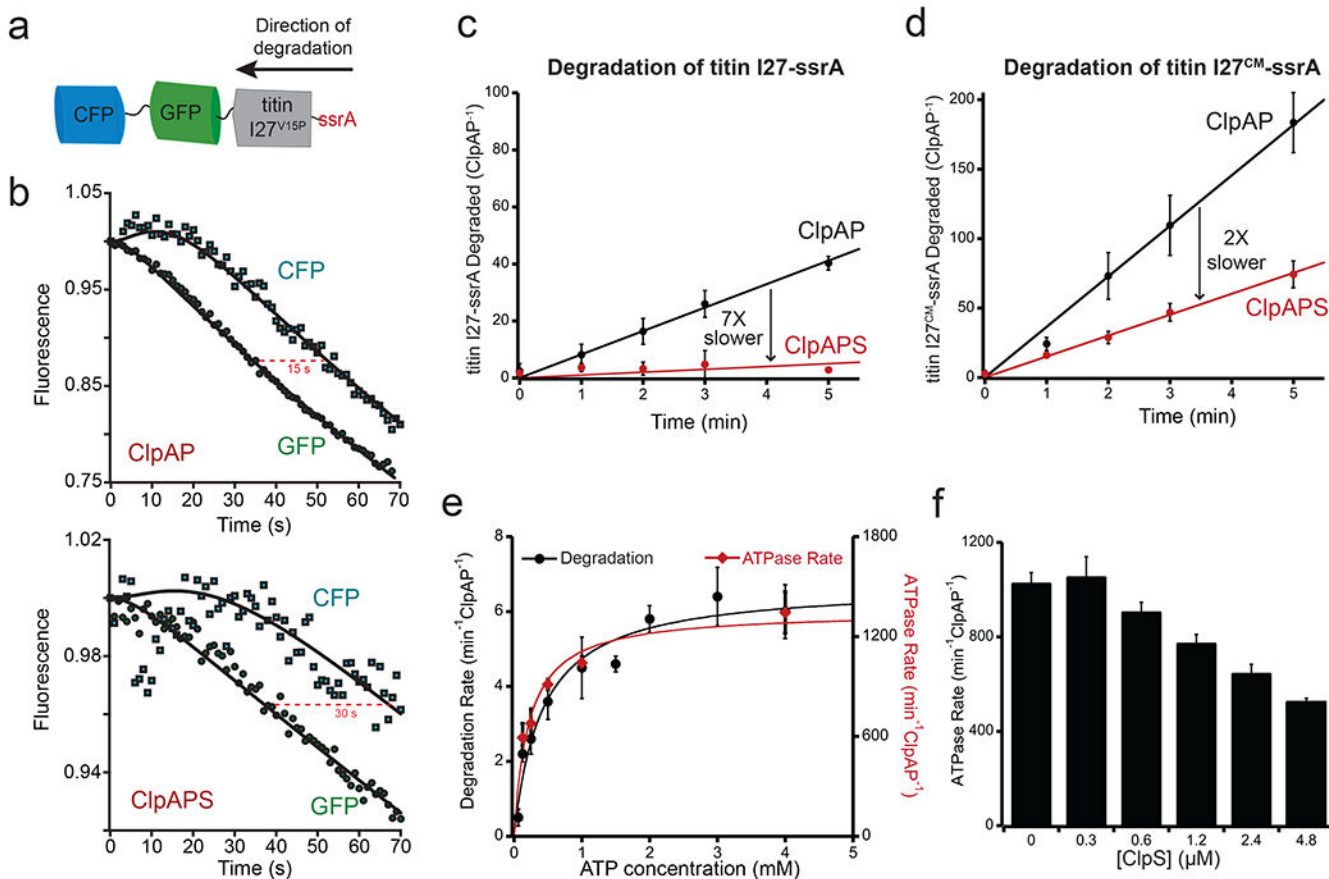 a
Direction of
degradation
CFP
GFP
titin
I27V15P
ssrA
b
1.05
0.95
0.85
0.75
Fluorescence
CFP
15 s
ClpAP
GFP
0 10 20 30 40 50 60 70
Time (s)
1.02
0.98
0.94
Fluorescence
CFP
30 s
ClpAPS
GFP
0 10 20 30 40 50 60 70
Time (s)
c
Degradation of titin I27-ssrA
titin I27-ssrA Degraded (ClpAP-1)
100
80
60
40
20
0
ClpAP
7X
slower
ClpAPS
0 1 2 3 4 5
Time (min)
d
Degradation of titin I27CM-ssrA
titin I27CM-ssrA Degraded (ClpAP-1)
200
150
100
50
0
ClpAP
2X
slower
ClpAPS
0 1 2 3 4 5
Time (min)
e
Degradation Rate (min-1ClpAP-1)
8
6
4
2
0
Degradation
ATPase Rate
1800
1200
600
0
ATPase Rate (min-1ClpAP-1)
0 1 2 3 4 5
ATP concentration (mM)
f
ATPase Rate (min-1ClpAP-1)
1200
800
400
0
0 0.3 0.6 1.2 2.4 4.8
[ClpS] (µM)